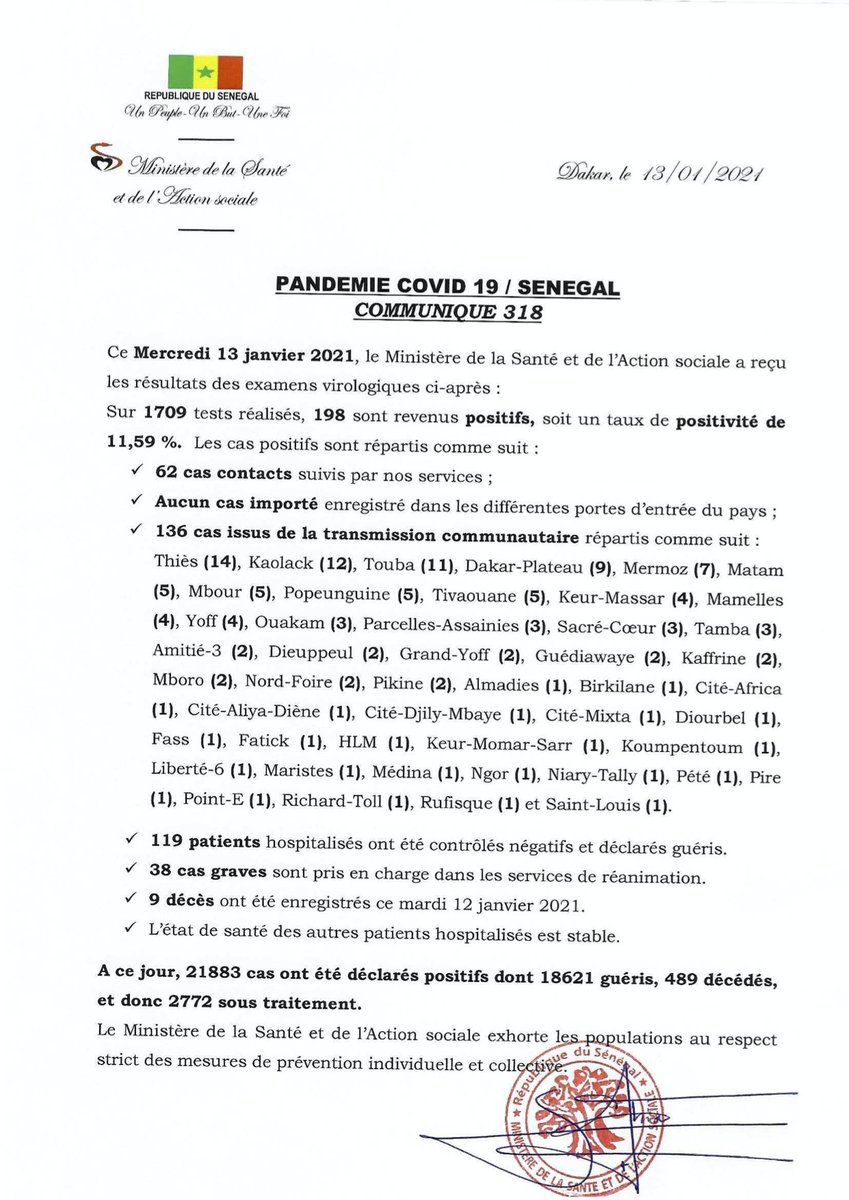 REPUBLIQUE DU SENEGAL
Un Peuple-Un But-Une Foi
Ministère de la Santé
et de l'Action sociale
Dakar, le 13/01/2021
PANDEMIE COVID 19 / SENEGAL
COMMUNIQUE 318
Ce Mercredi 13 janvier 2021, le Ministère de la Santé et de l'Action sociale a reçu
les résultats des examens virologiques ci-après :
Sur 1709 tests réalisés, 198 sont revenus positifs, soit un taux de positivité de
11,59 %. Les cas positifs sont répartis comme suit :
✓ 62 cas contacts suivis par nos services ;
✓ Aucun cas importé enregistré dans les différentes portes d'entrée du pays ;
✓ 136 cas issus de la transmission communautaire répartis comme suit :
Thiès (14), Kaolack (12), Touba (11), Dakar-Plateau (9), Mermoz (7), Matam
(5), Mbour (5), Popeunguine (5), Tivaouane (5), Keur-Massar (4), Mamelles
(4), Yoff (4), Ouakam (3), Parcelles-Assainies (3), Sacré-Cœur (3), Tamba (3),
Amitié-3 (2), Dieuppeul (2), Grand-Yoff (2), Guédiawaye (2), Kaffrine (2),
Mboro (2), Nord-Foire (2), Pikine (2), Almadies (1), Birkilane (1), Cité-Africa
(1), Cité-Aliya-Diène (1), Cité-Djily-Mbaye (1), Cité-Mixta (1), Diourbel (1),
Fass (1), Fatick (1), HLM (1), Keur-Momar-Sarr (1), Koumpentoum (1),
Liberté-6 (1), Maristes (1), Médina (1), Ngor (1), Niary-Tally (1), Pété (1), Pire
(1), Point-E (1), Richard-Toll (1), Rufisque (1) et Saint-Louis (1).
✓ 119 patients hospitalisés ont été contrôlés négatifs et déclarés guéris.
✓ 38 cas graves sont pris en charge dans les services de réanimation.
✓ 9 décès ont été enregistrés ce mardi 12 janvier 2021.
✓ L'état de santé des autres patients hospitalisés est stable.
A ce jour, 21883 cas ont été déclarés positifs dont 18621 guéris, 489 décédés,
et donc 2772 sous traitement.
Le Ministère de la Santé et de l'Action sociale exhorte les populations au respect
strict des mesures de prévention individuelle et collective.
★ République du Sénégal ★
MINISTÈRE DE LA SANTE ET DE L'ACTION SOCIALE